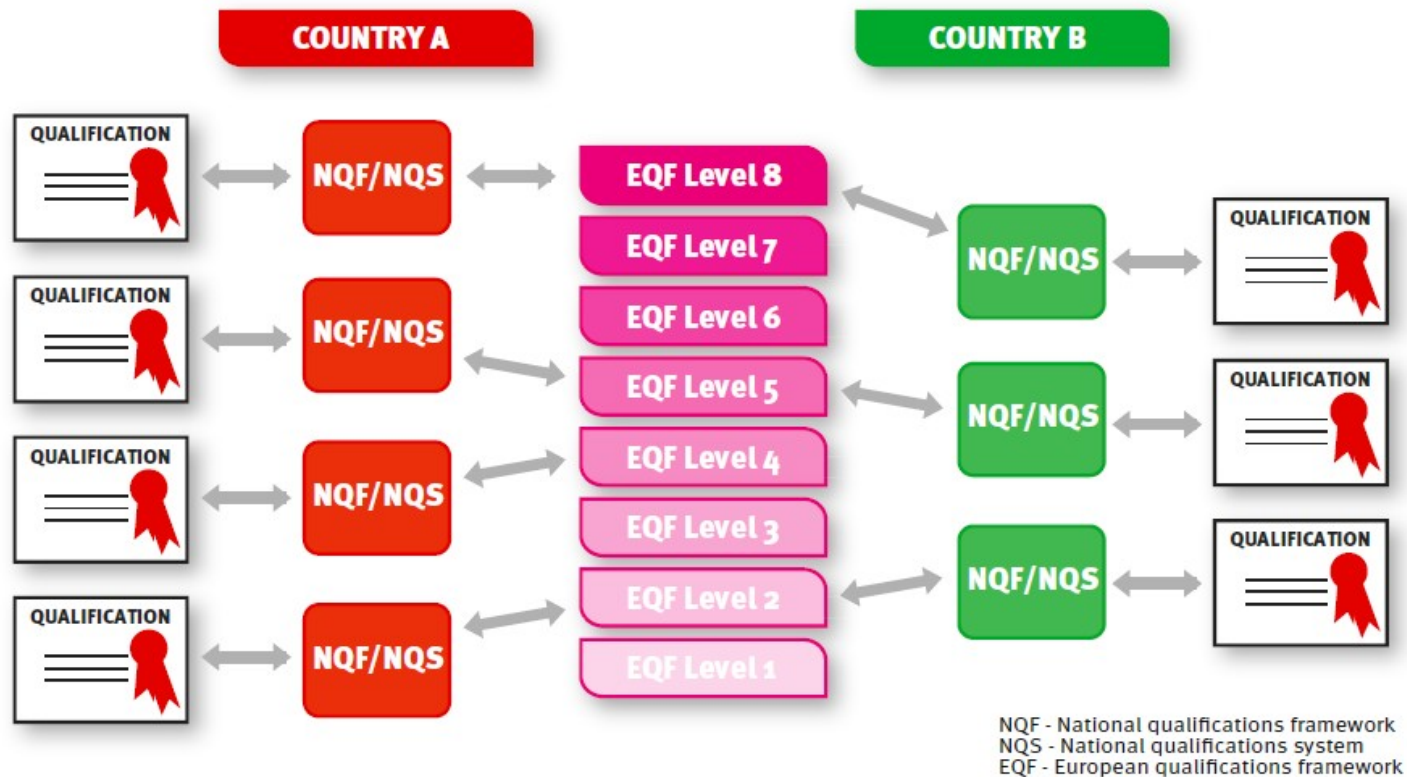 COUNTRY A
COUNTRY B
QUALIFICATION
NQF/NQS
EQF Level 8
NQF/NQS
QUALIFICATION
EQF Level 7
QUALIFICATION
NQF/NQS
EQF Level 6
EQF Level 5
NQF/NQS
QUALIFICATION
QUALIFICATION
NQF/NQS
EQF Level 4
EQF Level 3
NQF/NQS
QUALIFICATION
QUALIFICATION
NQF/NQS
EQF Level 2
EQF Level 1
NQF - National qualifications framework
NQS - National qualifications system
EQF - European qualifications framework